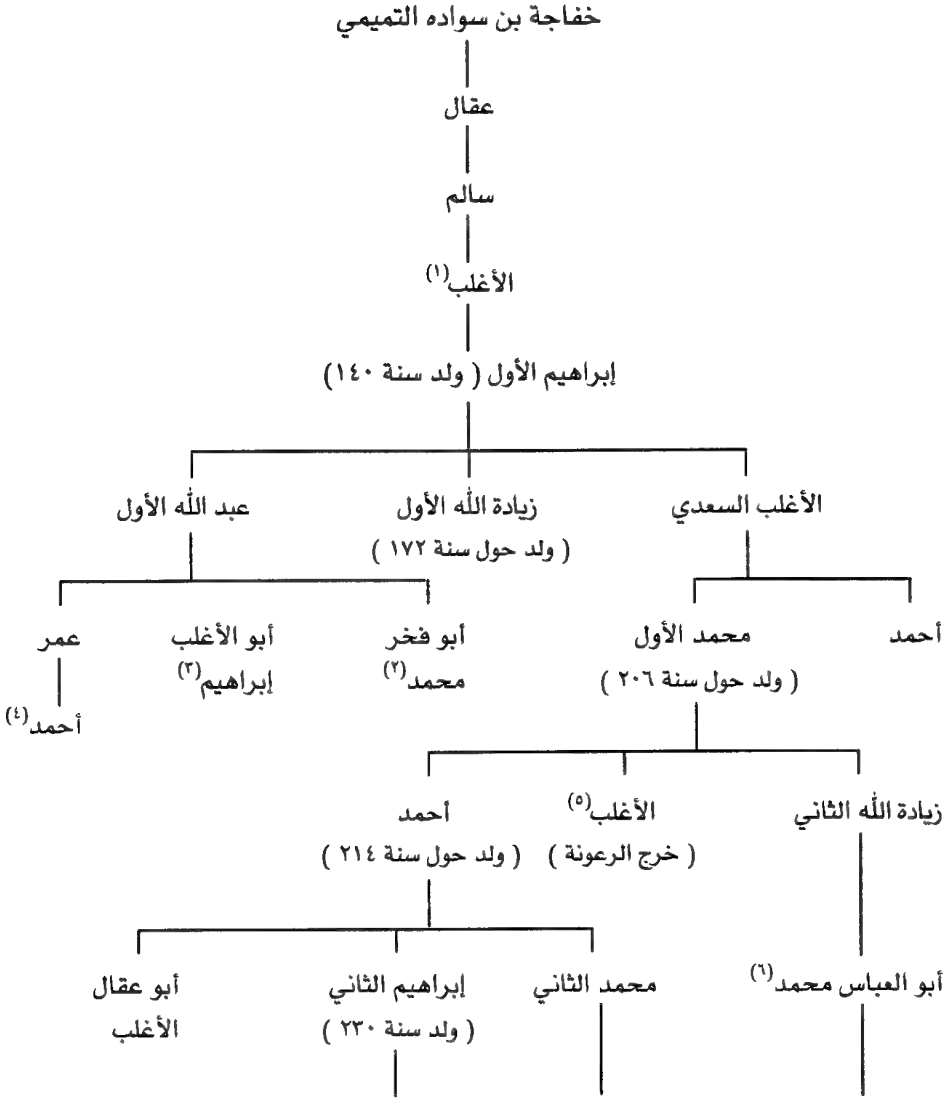 خفاجة بن سواده التميمي
عقال
سالم
الأغلب(١)
إبراهيم الأول ( ولد سنة ١٤٠)
الأغلب السعدي زيادة الله الأول عبد الله الأول
( ولد حول سنة ١٧٢ )
أحمد محمد الأول أبو فخر أبو الأغلب عمر
( ولد حول سنة ٢٠٦ ) محمد(٢) إبراهيم(٣)
أحمد(٤)
زيادة الله الثاني الأغلب(٥) أحمد
( خرج الرعونة ) ( ولد حول سنة ٢١٤ )
أبو العباس محمد(٦) محمد الثاني إبراهيم الثاني أبو عقال
( ولد سنة ٢٣٠ ) الأغلب